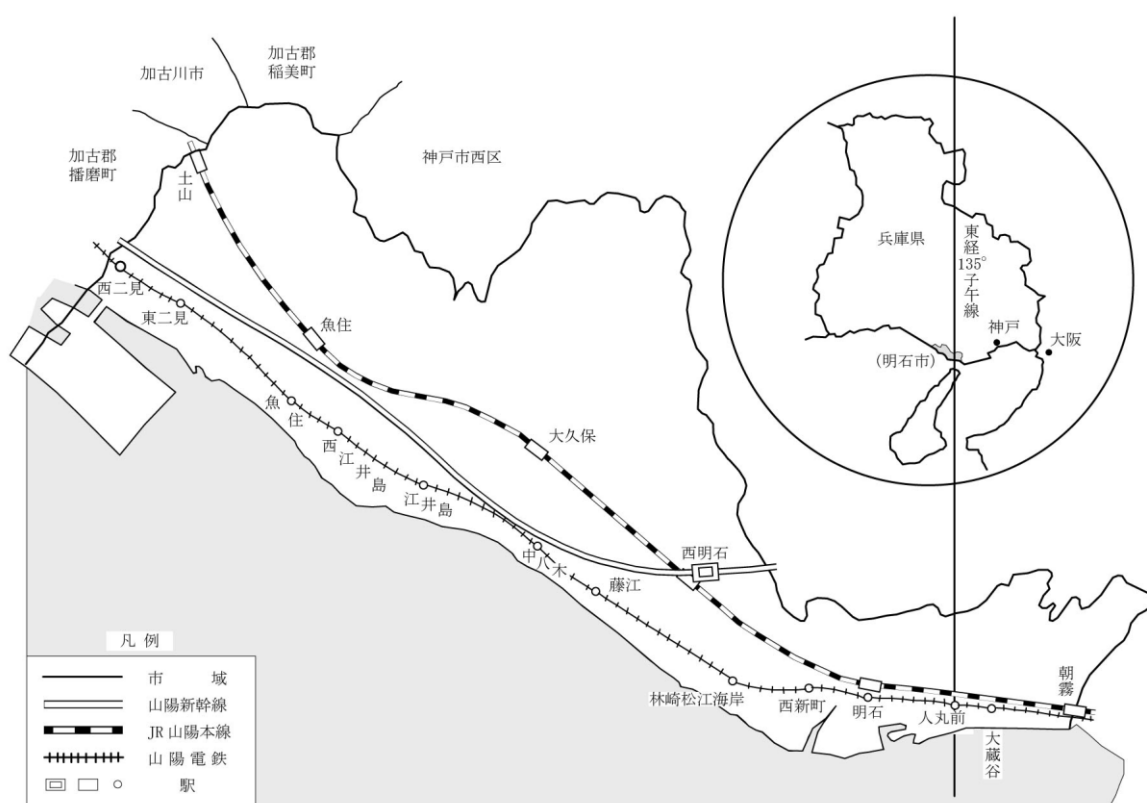 加古郡
稲美町
加古川市
加古郡
播磨町
神戸市西区
土山
西二見
東二見
魚住
魚住
西江井島
江井島
大久保
中八木
藤江
西明石
林崎松江海岸
西新町
明石
人丸前
大蔵谷
朝霧
兵庫県
東経135°子午線
神戸
大阪
(明石市)
凡 例
市 域
山陽新幹線
JR山陽本線
山陽電鉄
駅